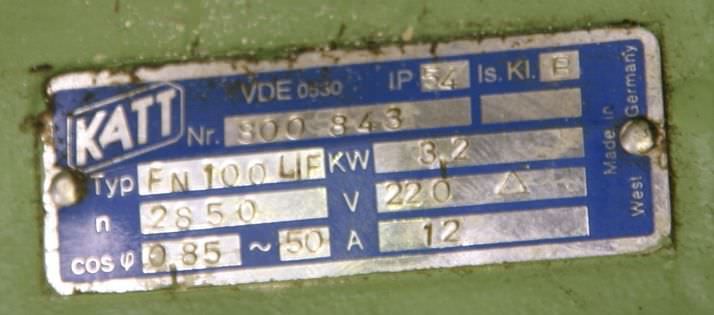 KATT
VDE 0530 IP 54 Is. Kl. E
Nr. 800 843
Typ FN 100 L/F KW 3,2
n 2850 V 220 △
cos φ 0,85 ~ 50 A 12
Made in
West Germany